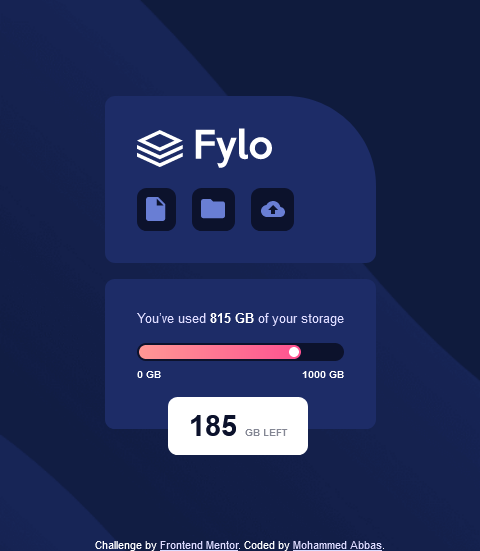 Fylo
You've used 815 GB of your storage
0 GB 1000 GB
185 GB LEFT
Challenge by Frontend Mentor. Coded by Mohammed Abbas.